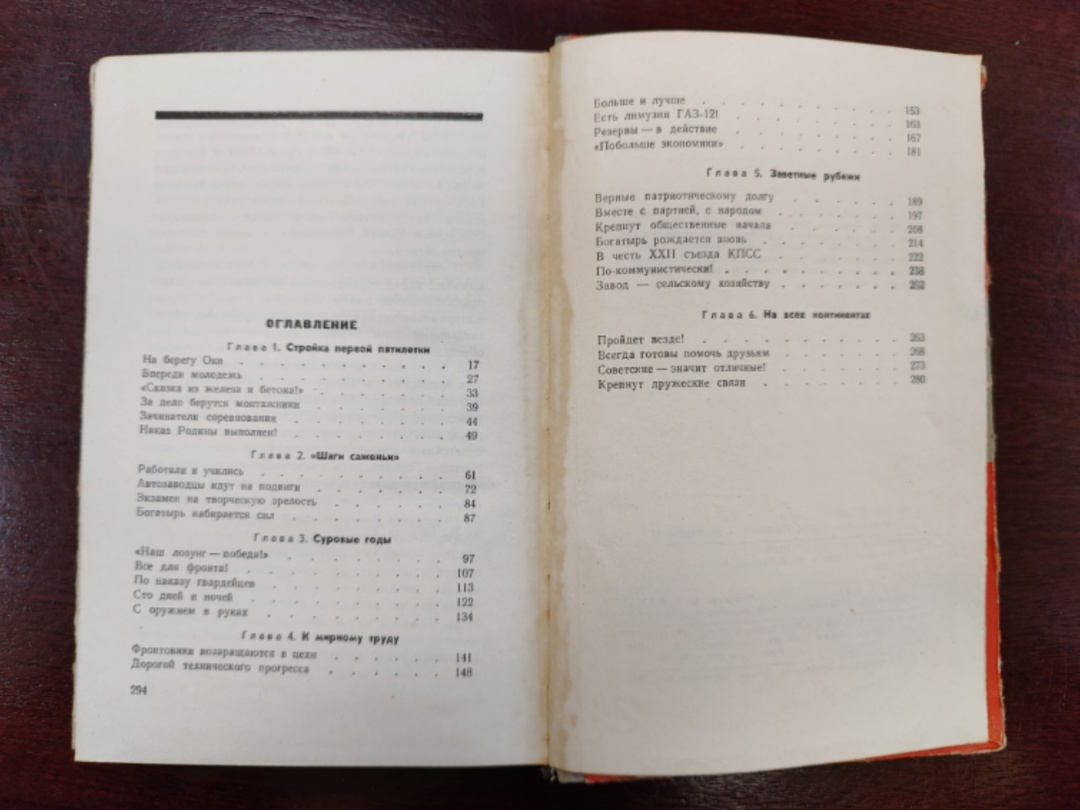 ОГЛАВЛЕНИЕ
Глава 1. Стройка первой пятилетки
На берегу Оки . . . . . . . . 17
Впереди молодежь . . . . . . . . 27
«Сказка из железа и бетона!» . . . . . . 33
За дело берутся монтажники . . . . . . 39
Зачинатели соревнования . . . . . . 44
Наказ Родины выполнен! . . . . . . 49
Глава 2. «Шаги саженьи»
Работали и учились . . . . . . . 61
Автозаводцы идут на подвиги . . . . . 72
Экзамен на творческую зрелость . . . . . 84
Богатырь набирается сил . . . . . . 87
Глава 3. Суровые годы
«Наш лозунг — победа!» . . . . . . . 97
Все для фронта! . . . . . . . . 107
По наказу гвардейцев . . . . . . . 113
Сто дней и ночей . . . . . . . . 122
С оружием в руках . . . . . . . 134
Глава 4. К мирному труду
Фронтовики возвращаются в цехи . . . . . 141
Дорогой технического прогресса . . . . . 148
294
Больше и лучше . . . . . . . . 153
Есть лимузин ГАЗ-12! . . . . . . . 163
Резервы — в действие . . . . . . . 167
«Побольше экономики» . . . . . . . 181
Глава 5. Заветные рубежи
Верные патриотическому долгу . . . . . 189
Вместе с партией, с народом . . . . . . 197
Крепнут общественные начала . . . . . 208
Богатырь рождается вновь . . . . . . 214
В честь XXII съезда КПСС . . . . . . 222
По-коммунистически! . . . . . . . . 238
Завод — сельскому хозяйству . . . . . . 252
Глава 6. На всех континентах
Пройдет везде! . . . . . . . . 263
Всегда готовы помочь друзьям . . . . . 268
Советские — значит отличные! . . . . . 273
Крепнут дружеские связи . . . . . . 280